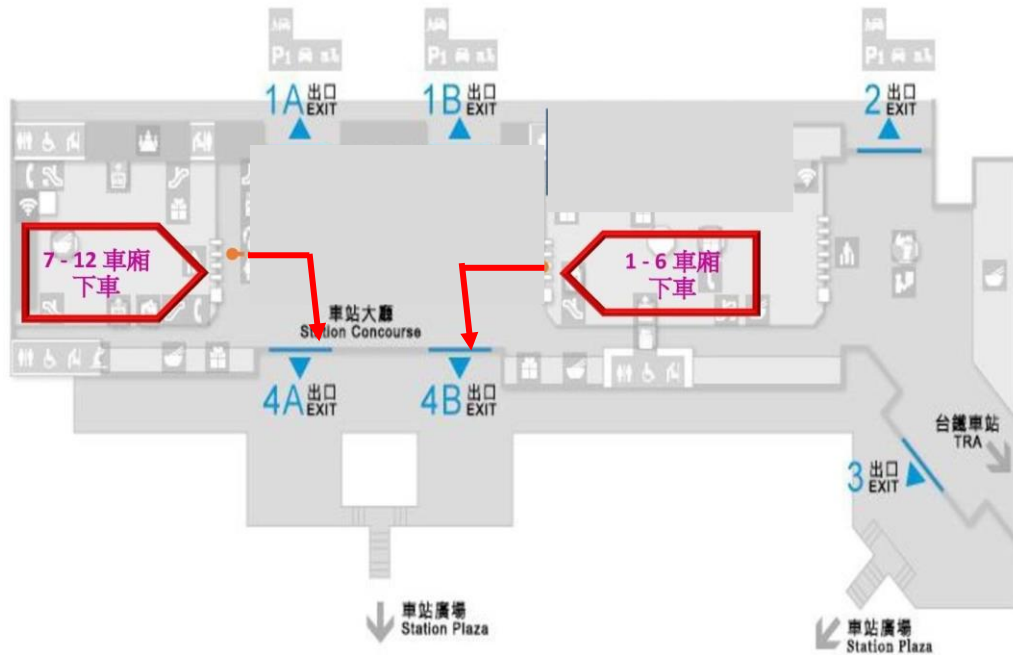 P1
P1
P1
1A 出口 EXIT
1B 出口 EXIT
2 出口 EXIT
7 - 12 車廂
下車
1 - 6 車廂
下車
車站大廳
Station Concourse
4A 出口 EXIT
4B 出口 EXIT
台鐵車站
TRA
3 出口 EXIT
車站廣場
Station Plaza
車站廣場
Station Plaza